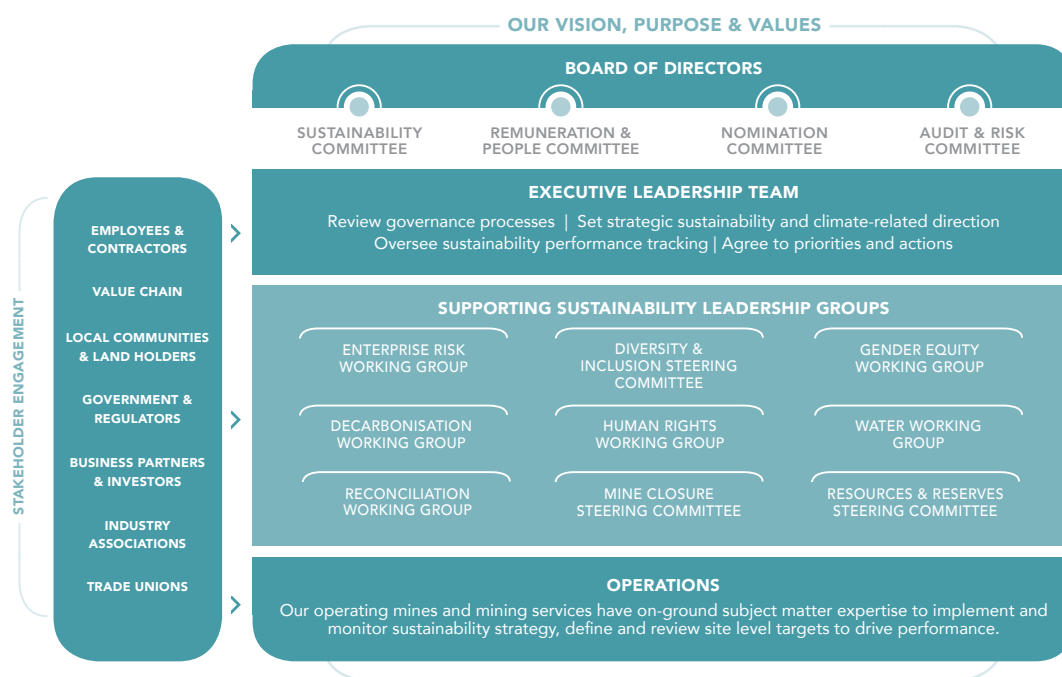 OUR VISION, PURPOSE & VALUES
BOARD OF DIRECTORS
SUSTAINABILITY
COMMITTEE
REMUNERATION &
PEOPLE COMMITTEE
NOMINATION
COMMITTEE
AUDIT & RISK
COMMITTEE
STAKEHOLDER ENGAGEMENT
EMPLOYEES &
CONTRACTORS
VALUE CHAIN
LOCAL COMMUNITIES
& LAND HOLDERS
GOVERNMENT &
REGULATORS
BUSINESS PARTNERS
& INVESTORS
INDUSTRY
ASSOCIATIONS
TRADE UNIONS
EXECUTIVE LEADERSHIP TEAM
Review governance processes | Set strategic sustainability and climate-related direction
Oversee sustainability performance tracking | Agree to priorities and actions
SUPPORTING SUSTAINABILITY LEADERSHIP GROUPS
ENTERPRISE RISK
WORKING GROUP
DIVERSITY &
INCLUSION STEERING
COMMITTEE
GENDER EQUITY
WORKING GROUP
DECARBONISATION
WORKING GROUP
HUMAN RIGHTS
WORKING GROUP
WATER WORKING
GROUP
RECONCILIATION
WORKING GROUP
MINE CLOSURE
STEERING COMMITTEE
RESOURCES & RESERVES
STEERING COMMITTEE
OPERATIONS
Our operating mines and mining services have on-ground subject matter expertise to implement and
monitor sustainability strategy, define and review site level targets to drive performance.